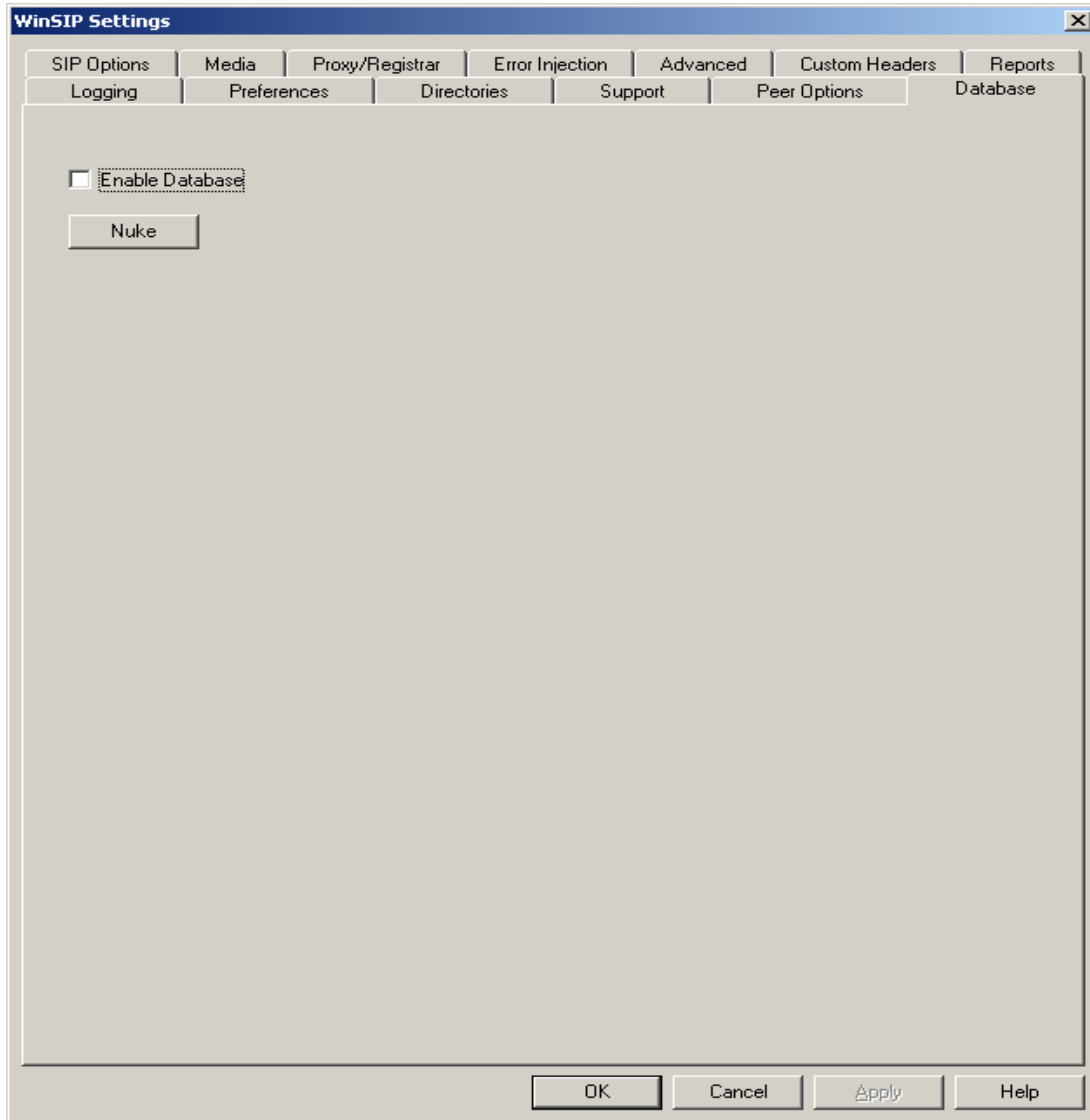 WinSIP Settings
SIP Options Media Proxy/Registrar Error Injection Advanced Custom Headers Reports
Logging Preferences Directories Support Peer Options Database
Enable Database
Nuke
OK Cancel Apply Help